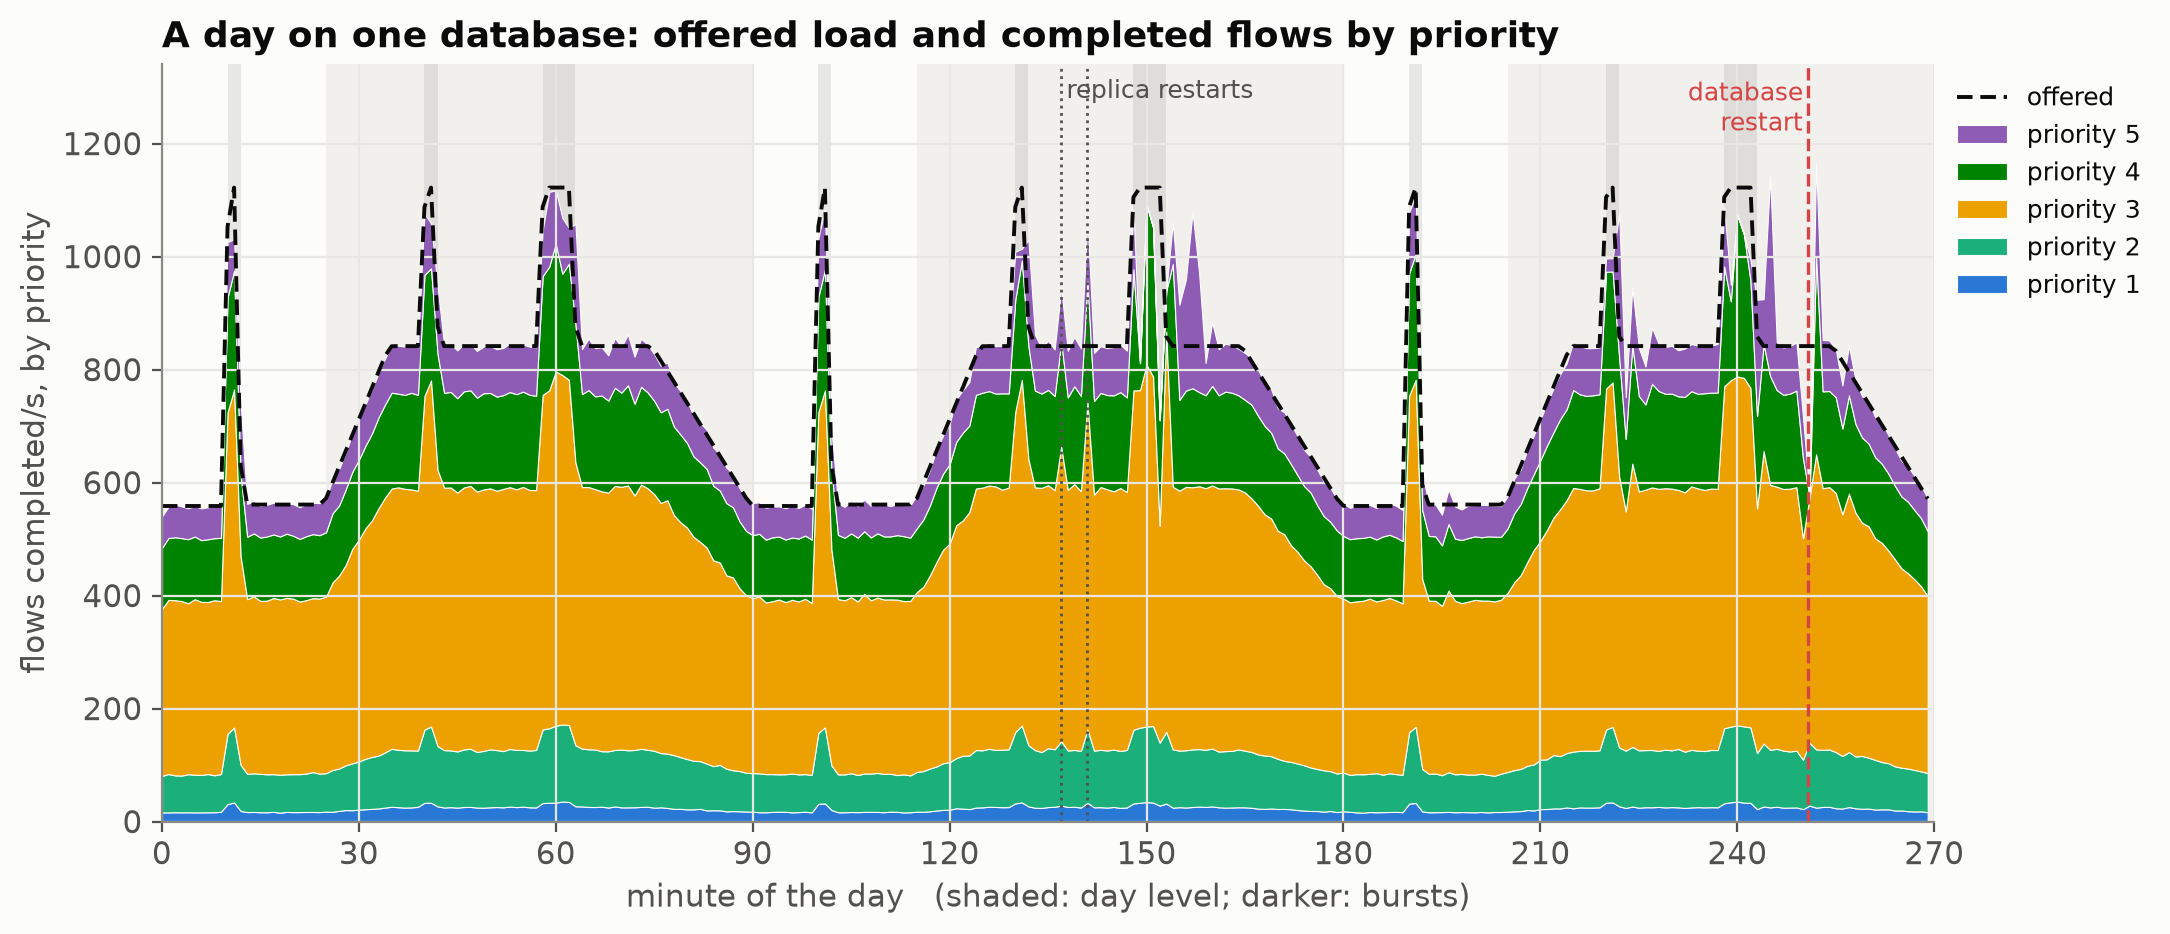 A day on one database: offered load and completed flows by priority
flows completed/s, by priority
1200
1000
800
600
400
200
0
replica restarts
database
restart
offered
priority 5
priority 4
priority 3
priority 2
priority 1
0 30 60 90 120 150 180 210 240 270
minute of the day (shaded: day level; darker: bursts)